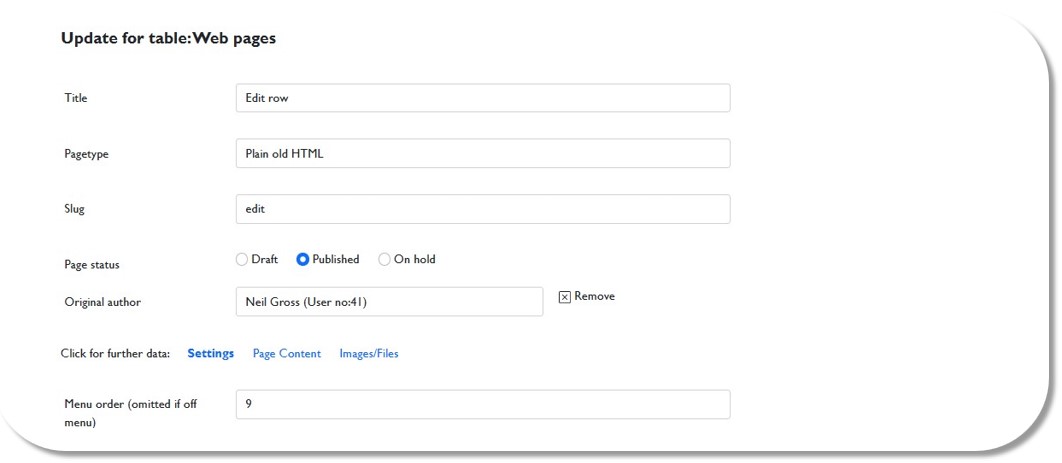 Update for table:Web pages
Title Edit row
Pagetype Plain old HTML
Slug edit
Page status Draft Published On hold
Original author Neil Gross (User no:41) Remove
Click for further data: Settings Page Content Images/Files
Menu order (omitted if off 9
menu)